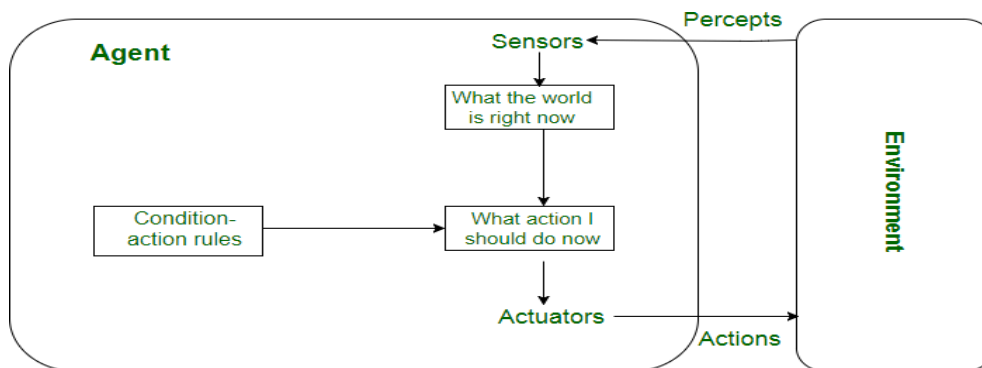 Percepts
Agent
Sensors
What the world
is right now
Environment
Condition-
action rules
What action I
should do now
Actuators
Actions